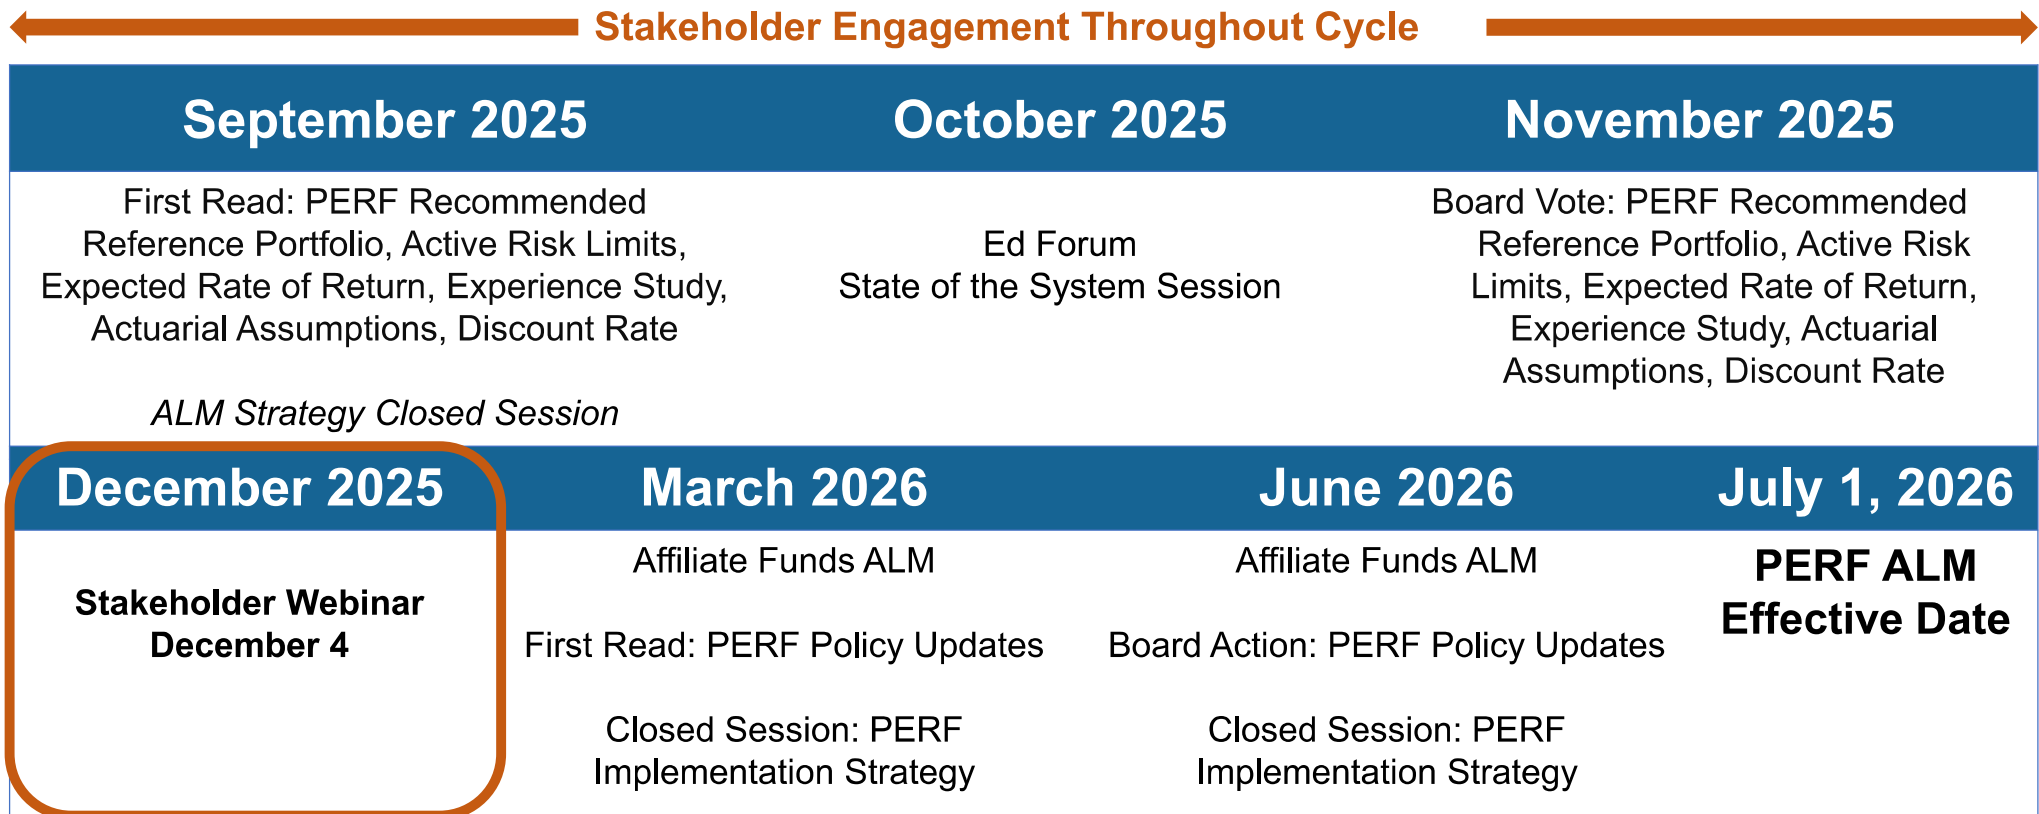 Stakeholder Engagement Throughout Cycle
September 2025
October 2025
November 2025
First Read: PERF Recommended
Reference Portfolio, Active Risk Limits,
Expected Rate of Return, Experience Study,
Actuarial Assumptions, Discount Rate
ALM Strategy Closed Session
Ed Forum
State of the System Session
Board Vote: PERF Recommended
Reference Portfolio, Active Risk
Limits, Expected Rate of Return,
Experience Study, Actuarial
Assumptions, Discount Rate
December 2025
March 2026
June 2026
July 1, 2026
Stakeholder Webinar
December 4
Affiliate Funds ALM
First Read: PERF Policy Updates
Closed Session: PERF
Implementation Strategy
Affiliate Funds ALM
Board Action: PERF Policy Updates
Closed Session: PERF
Implementation Strategy
PERF ALM
Effective Date